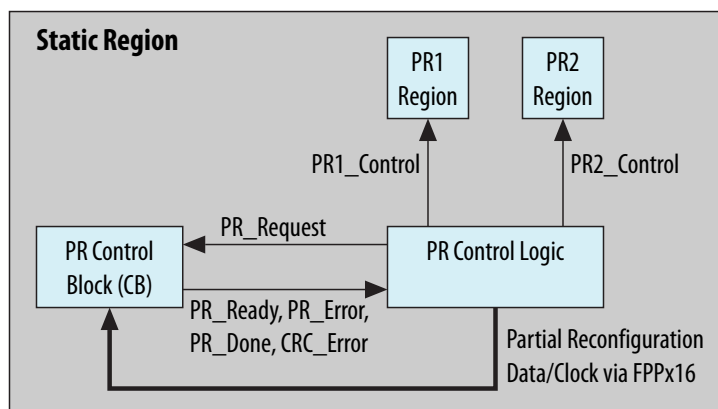 Static Region
PR1
Region
PR2
Region
PR1_Control
PR2_Control
PR_Request
PR Control
Block (CB)
PR Control Logic
PR_Ready, PR_Error,
PR_Done, CRC_Error
Partial Reconfiguration
Data/Clock via FPPx16